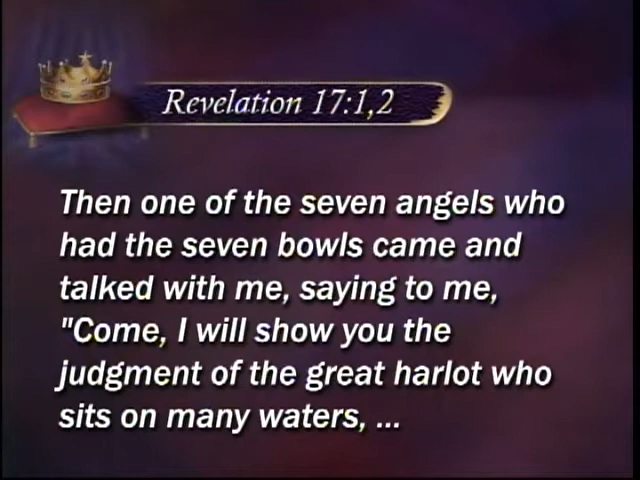 Revelation 17:1,2
Then one of the seven angels who
had the seven bowls came and
talked with me, saying to me,
"Come, I will show you the
judgment of the great harlot who
sits on many waters, ...